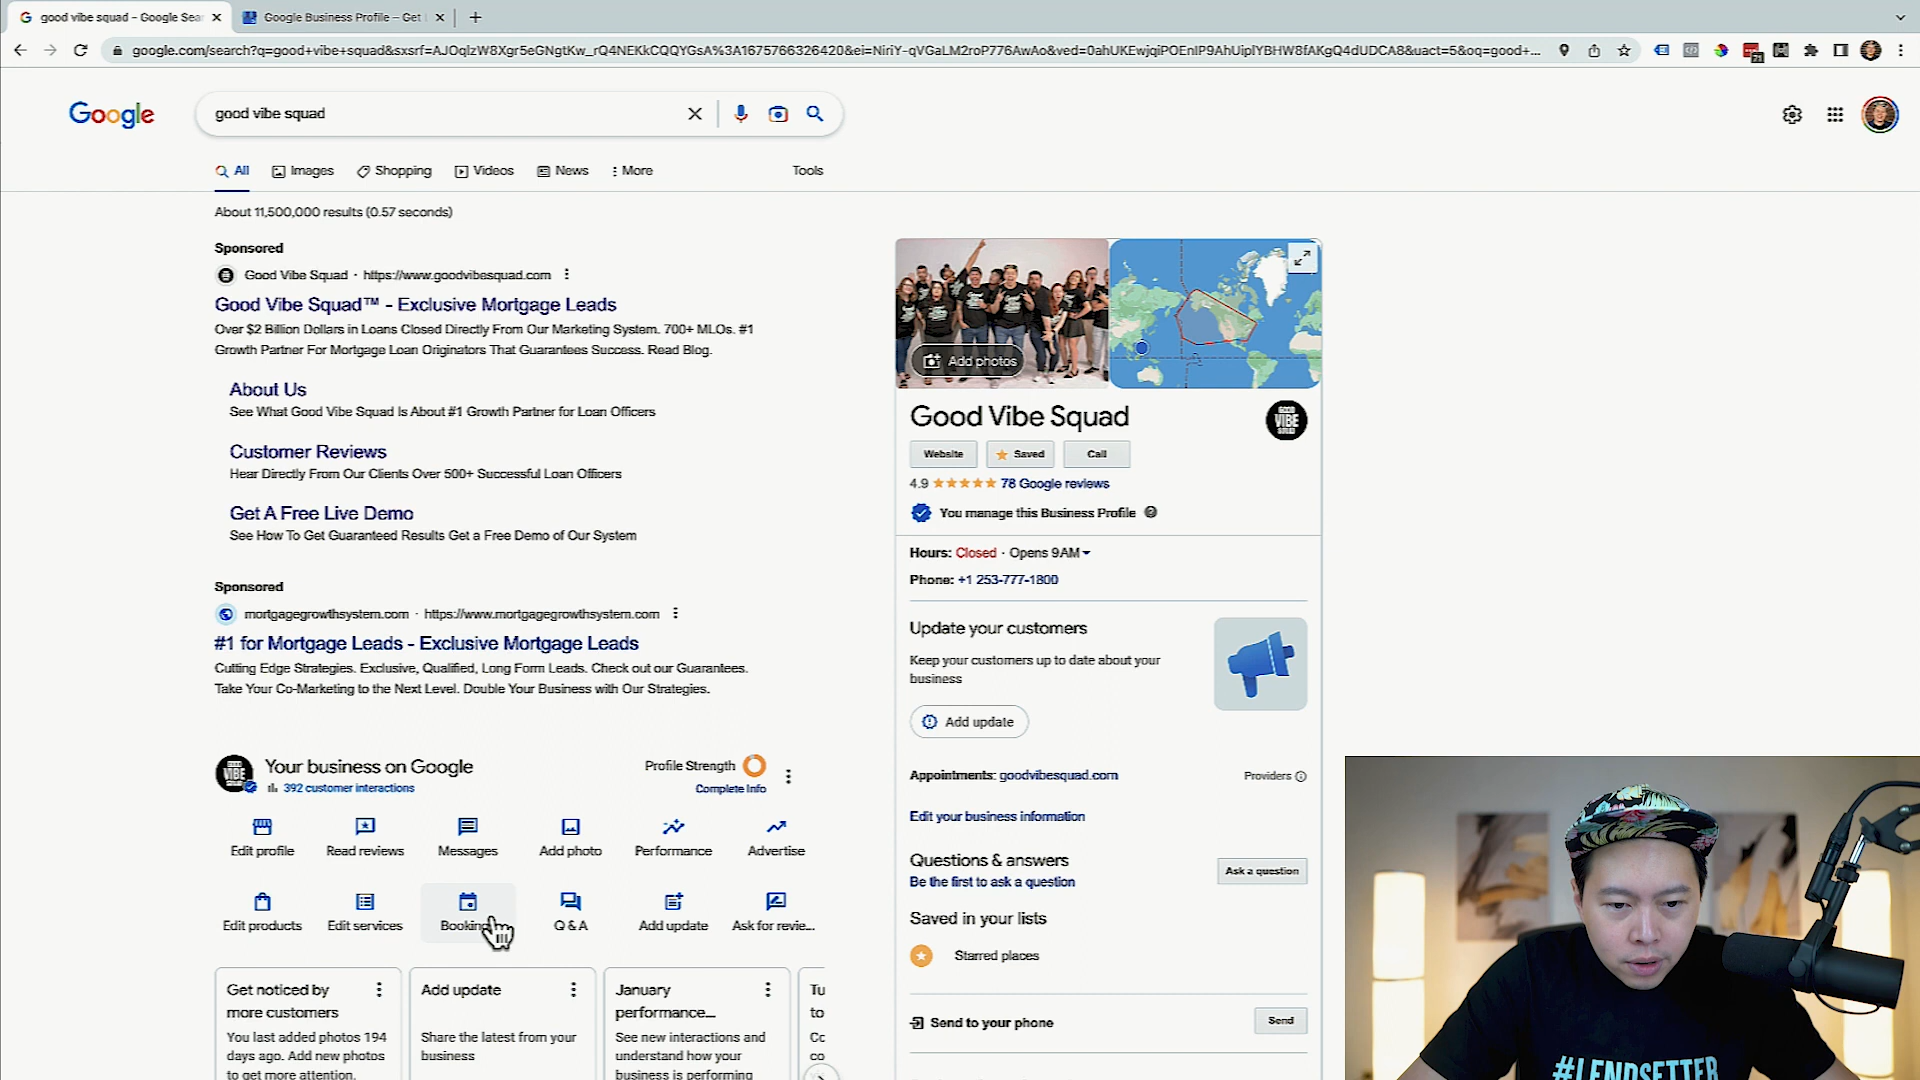 good vibe squad - Google Sear
Google Business Profile – Get
google.com/search?q=good+vibe+squad&sxsrf=AJOqlzW8Xgr5eGNgtKw_rQ4NEKkCQQYGsA%3A1675766326420&ei=NiriY-qVGaLM2roP776AwAo&ved=0ahUKEwjqiPOEnIP9AhUiplYBHW8fAKgQ4dUDCA8&uact=5&oq=good+...
Google
good vibe squad
All
Images
Shopping
Videos
News
More
Tools
About 11,500,000 results (0.57 seconds)
Sponsored
Good Vibe Squad · https://www.goodvibesquad.com
Good Vibe Squad™ - Exclusive Mortgage Leads
Over $2 Billion Dollars in Loans Closed Directly From Our Marketing System. 700+ MLOs. #1
Growth Partner For Mortgage Loan Originators That Guarantees Success. Read Blog.
About Us
See What Good Vibe Squad Is About #1 Growth Partner for Loan Officers
Customer Reviews
Hear Directly From Our Clients Over 500+ Successful Loan Officers
Get A Free Live Demo
See How To Get Guaranteed Results Get a Free Demo of Our System
Sponsored
mortgagegrowthsystem.com · https://www.mortgagegrowthsystem.com
#1 for Mortgage Leads - Exclusive Mortgage Leads
Cutting Edge Strategies. Exclusive, Qualified, Long Form Leads. Check out our Guarantees.
Take Your Co-Marketing to the Next Level. Double Your Business with Our Strategies.
Your business on Google
392 customer interactions
Profile Strength
Complete Info
Edit profile
Read reviews
Messages
Add photo
Performance
Advertise
Edit products
Edit services
Booking
Q & A
Add update
Ask for revie...
Get noticed by
more customers
You last added photos 194
days ago. Add new photos
to get more attention.
Add update
Share the latest from your
business
January
performance...
See new interactions and
understand how your
business is performing
Tu
to
Co
co
Add photos
Good Vibe Squad
GOOD
VIBE
SQUAD
Website
Saved
Call
4.9
78 Google reviews
You manage this Business Profile
Hours: Closed · Opens 9AM
Phone: +1 253-777-1800
Update your customers
Keep your customers up to date about your
business
Add update
Appointments: goodvibesquad.com
Providers
Edit your business information
Questions & answers
Be the first to ask a question
Ask a question
Saved in your lists
Starred places
Send to your phone
Send
#LENDSETTER